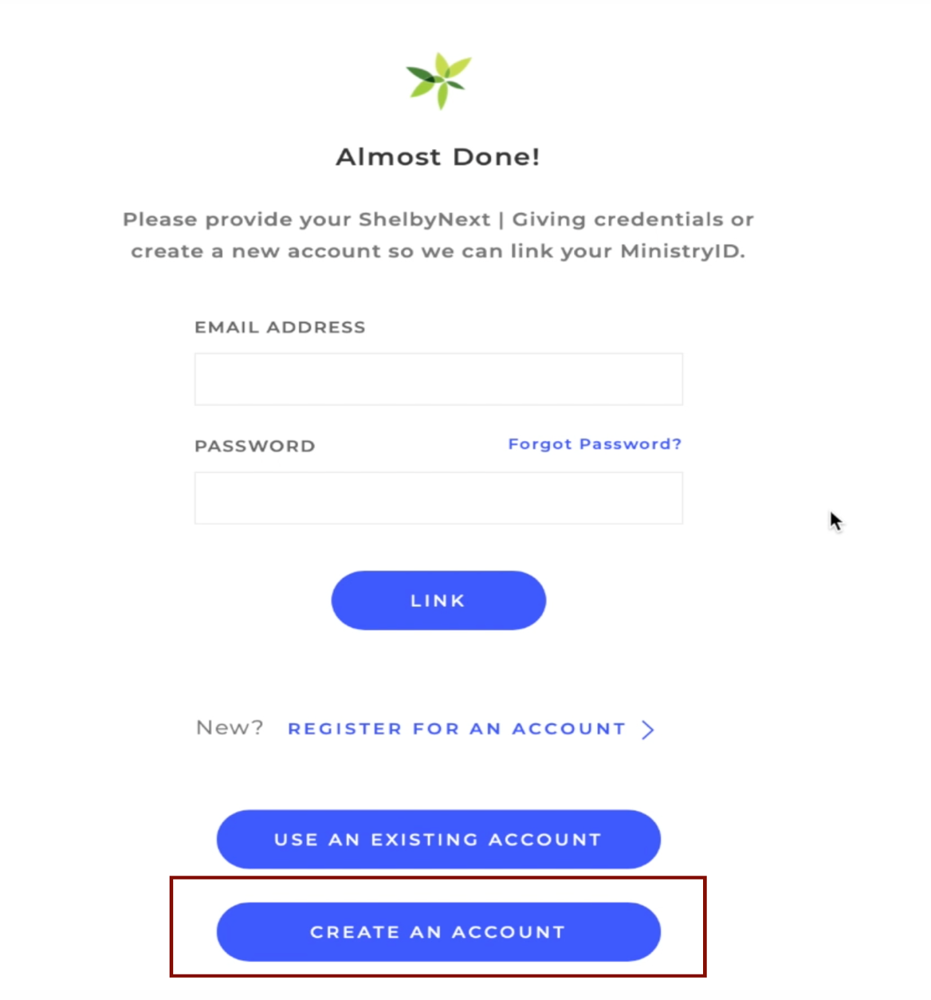 Almost Done!
Please provide your ShelbyNext | Giving credentials or
create a new account so we can link your MinistryID.
EMAIL ADDRESS
PASSWORD Forgot Password?
LINK
New? REGISTER FOR AN ACCOUNT
USE AN EXISTING ACCOUNT
CREATE AN ACCOUNT